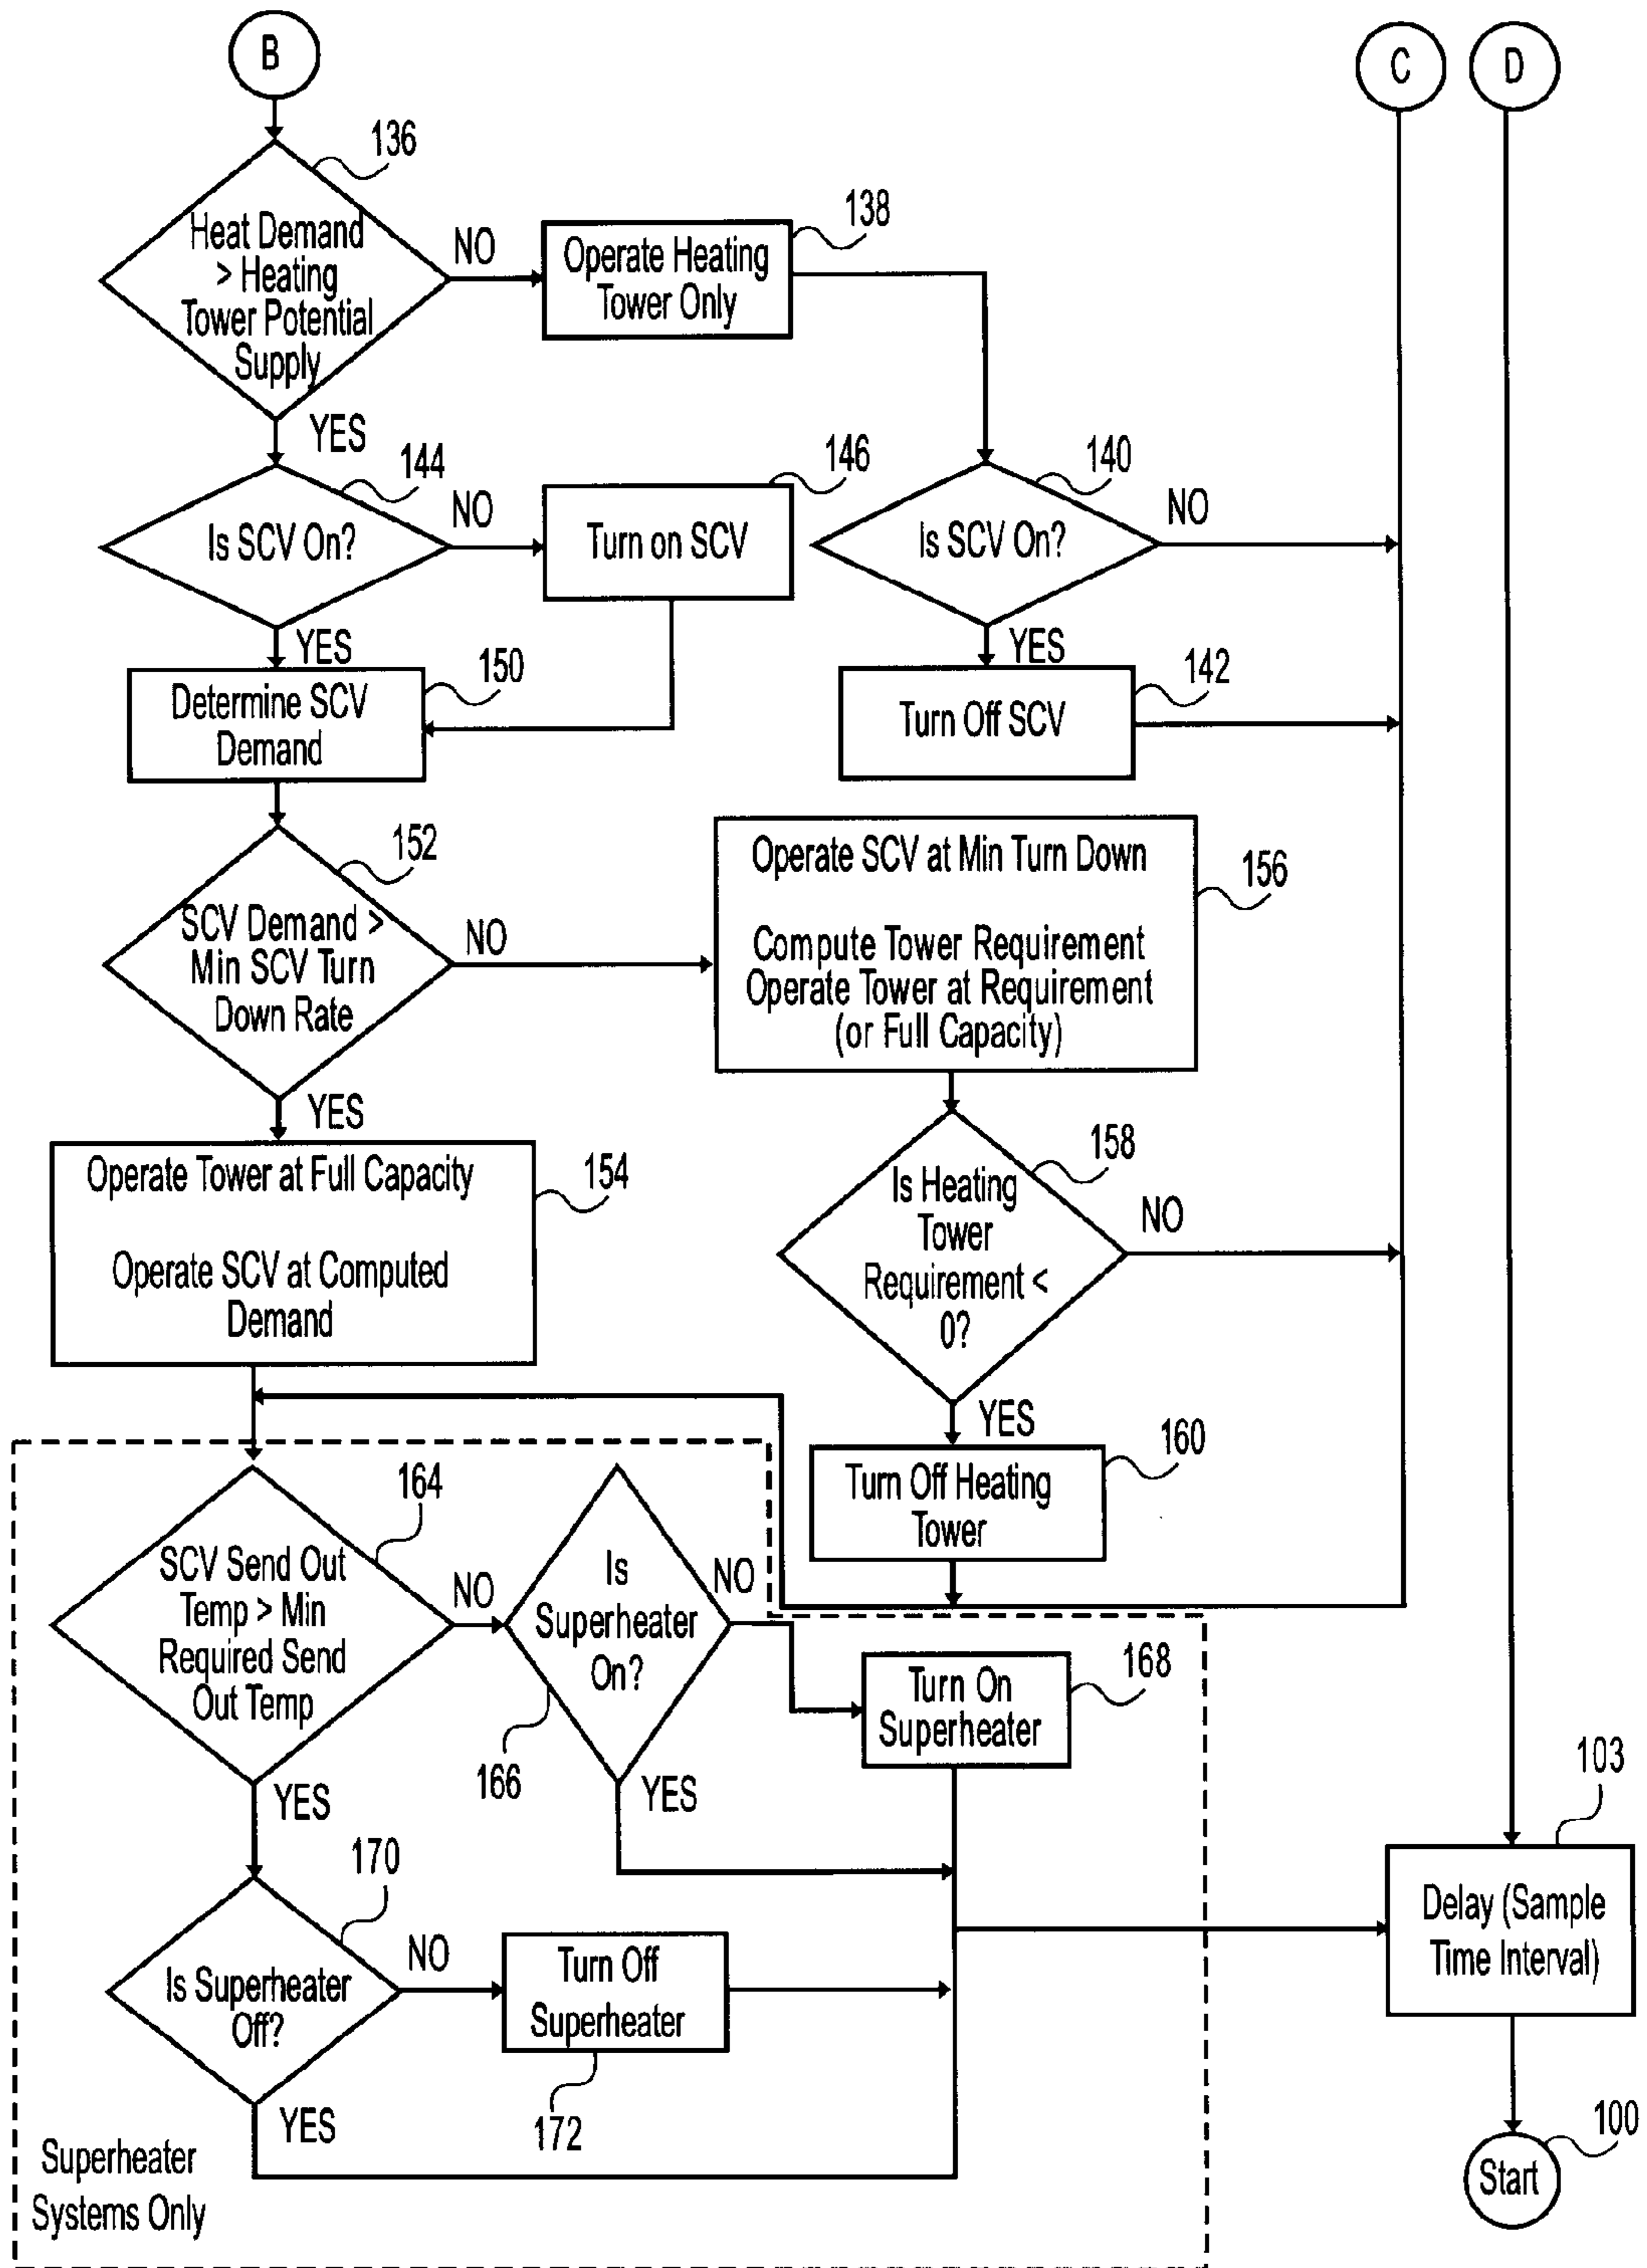 B
C
D
136
Heat Demand
> Heating
Tower Potential
Supply
NO
138
Operate Heating
Tower Only
YES
144
Is SCV On?
NO
146
Turn on SCV
140
Is SCV On?
NO
YES
150
Determine SCV
Demand
YES
142
Turn Off SCV
152
SCV Demand >
Min SCV Turn
Down Rate
NO
156
Operate SCV at Min Turn Down
Compute Tower Requirement
Operate Tower at Requirement
(or Full Capacity)
YES
154
Operate Tower at Full Capacity
Operate SCV at Computed
Demand
158
Is Heating
Tower
Requirement <
0?
NO
YES
160
Turn Off Heating
Tower
164
SCV Send Out
Temp > Min
Required Send
Out Temp
NO
Is
Superheater
On?
NO
166
168
Turn On
Superheater
YES
YES
103
Delay (Sample
Time Interval)
170
Is Superheater
Off?
NO
Turn Off
Superheater
172
YES
100
Start
Superheater
Systems Only